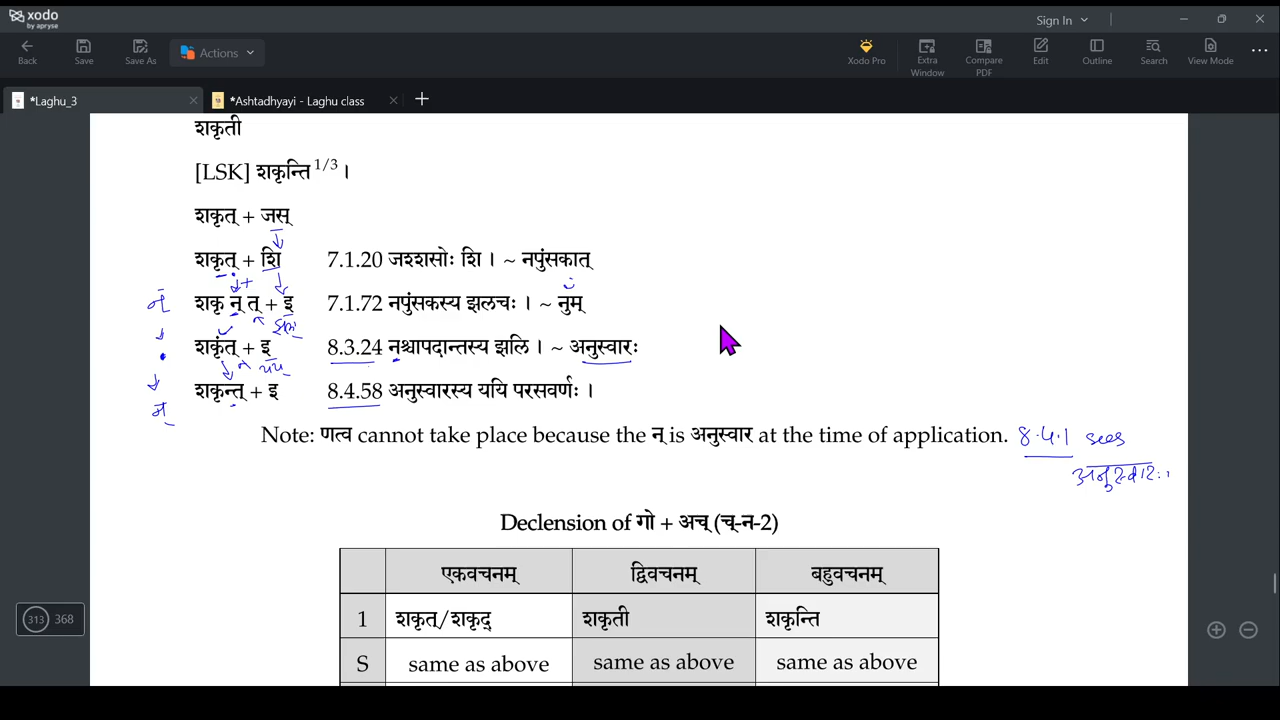 xodo
by apryse
Sign In
Back Save Save As Actions Xodo Pro Extra Window Compare PDF Edit Outline Search View Mode
*Laghu_3 *Ashtadhyayi - Laghu class
शकृती
[LSK] शकृन्ति 1/3 ।
शकृत् + जस्
शकृत् + शि 7.1.20 जश्शसोः शि । ~ नपुंसकात्
न् शकृ न् त् + इ 7.1.72 नपुंसकस्य झलचः । ~ नुम्
झल्
शकृंत् + इ 8.3.24 नश्चापदान्तस्य झलि । ~ अनुस्वारः
यय्
शकृन्त् + इ 8.4.58 अनुस्वारस्य ययि परसवर्णः ।
न्
Note: णत्व cannot take place because the न् is अनुस्वार at the time of application. 8.4.1 sees
अनुस्वारः
Declension of गो + अच् (च्-न-2)
एकवचनम् द्विवचनम् बहुवचनम्
1 शकृत्/शकृद् शकृती शकृन्ति
S same as above same as above same as above
313 368